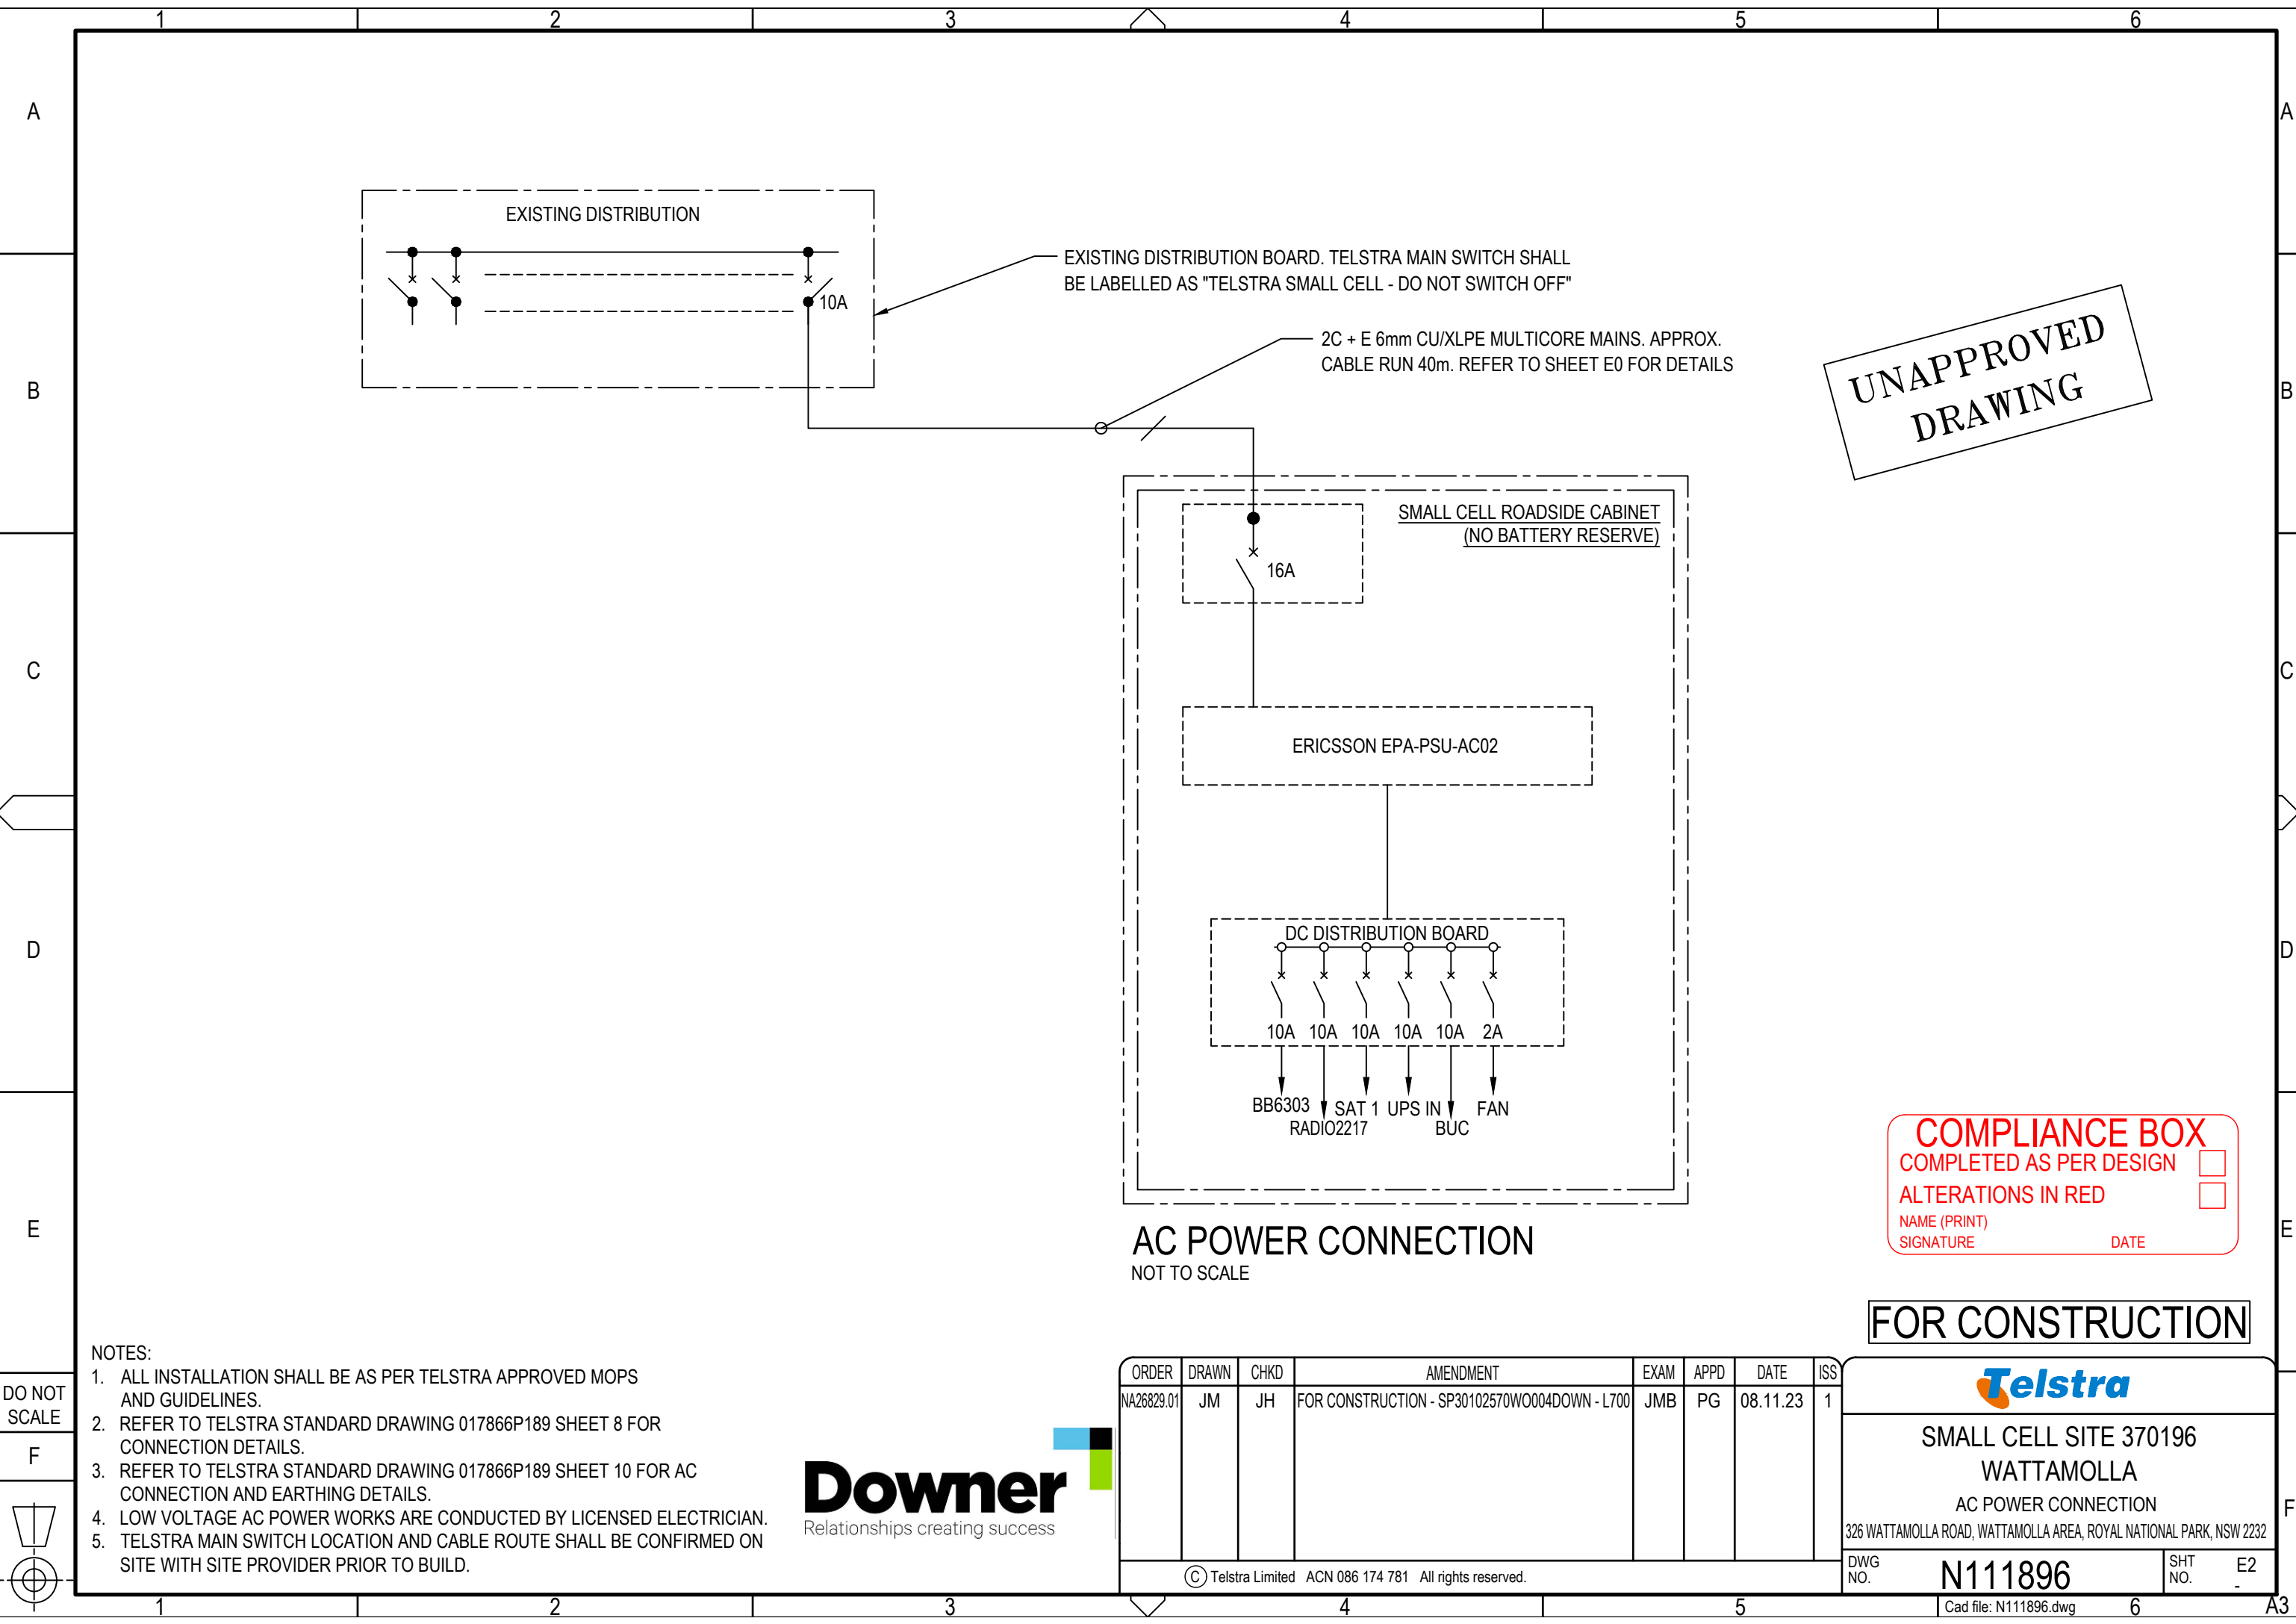 1 2 3 4 5 6
A A
B B
C C
D D
E E
F F
EXISTING DISTRIBUTION
10A
EXISTING DISTRIBUTION BOARD. TELSTRA MAIN SWITCH SHALL
BE LABELLED AS "TELSTRA SMALL CELL - DO NOT SWITCH OFF"
2C + E 6mm CU/XLPE MULTICORE MAINS. APPROX.
CABLE RUN 40m. REFER TO SHEET E0 FOR DETAILS
UNAPPROVED
DRAWING
SMALL CELL ROADSIDE CABINET
(NO BATTERY RESERVE)
16A
ERICSSON EPA-PSU-AC02
DC DISTRIBUTION BOARD
10A 10A 10A 10A 10A 2A
BB6303 SAT 1 UPS IN FAN
RADIO2217 BUC
AC POWER CONNECTION
NOT TO SCALE
COMPLIANCE BOX
COMPLETED AS PER DESIGN
ALTERATIONS IN RED
NAME (PRINT)
SIGNATURE DATE
FOR CONSTRUCTION
NOTES:
1. ALL INSTALLATION SHALL BE AS PER TELSTRA APPROVED MOPS
AND GUIDELINES.
2. REFER TO TELSTRA STANDARD DRAWING 017866P189 SHEET 8 FOR
CONNECTION DETAILS.
3. REFER TO TELSTRA STANDARD DRAWING 017866P189 SHEET 10 FOR AC
CONNECTION AND EARTHING DETAILS.
4. LOW VOLTAGE AC POWER WORKS ARE CONDUCTED BY LICENSED ELECTRICIAN.
5. TELSTRA MAIN SWITCH LOCATION AND CABLE ROUTE SHALL BE CONFIRMED ON
SITE WITH SITE PROVIDER PRIOR TO BUILD.
DO NOT
SCALE
Downer
Relationships creating success
ORDER DRAWN CHKD AMENDMENT EXAM APPD DATE ISS
NA26829.01 JM JH FOR CONSTRUCTION - SP30102570WO004DOWN - L700 JMB PG 08.11.23 1
© Telstra Limited ACN 086 174 781 All rights reserved.
Telstra
SMALL CELL SITE 370196
WATTAMOLLA
AC POWER CONNECTION
326 WATTAMOLLA ROAD, WATTAMOLLA AREA, ROYAL NATIONAL PARK, NSW 2232
DWG
NO.
N111896
SHT
NO.
E2
-
Cad file: N111896.dwg
1 2 3 4 5 6 A3